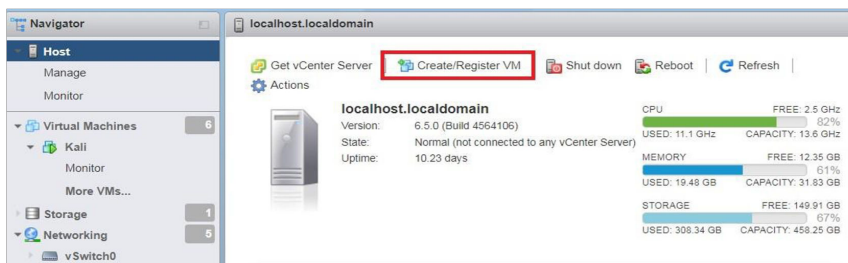 Navigator
localhost.localdomain
Host
Manage
Monitor
Virtual Machines 6
Kali
Monitor
More VMs...
Storage 1
Networking 5
vSwitch0
Get vCenter Server Create/Register VM Shut down Reboot Refresh
Actions
localhost.localdomain
Version: 6.5.0 (Build 4564106)
State: Normal (not connected to any vCenter Server)
Uptime: 10.23 days
CPU FREE: 2.5 GHz
82%
USED: 11.1 GHz CAPACITY: 13.6 GHz
MEMORY FREE: 12.35 GB
61%
USED: 19.48 GB CAPACITY: 31.83 GB
STORAGE FREE: 149.91 GB
67%
USED: 308.34 GB CAPACITY: 458.25 GB